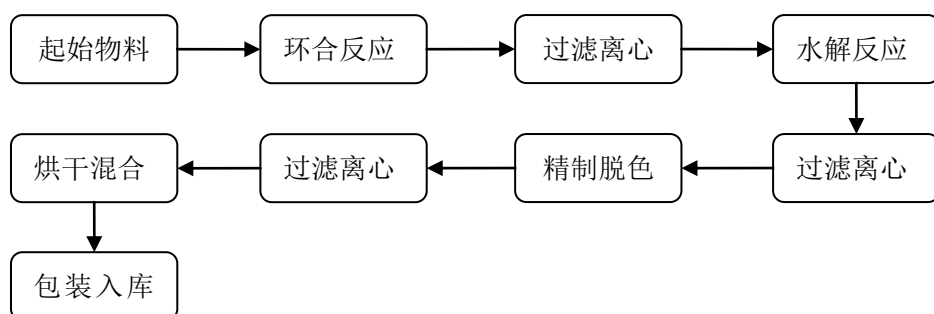 起始物料
环合反应
过滤离心
水解反应
过滤离心
精制脱色
过滤离心
烘干混合
包装入库